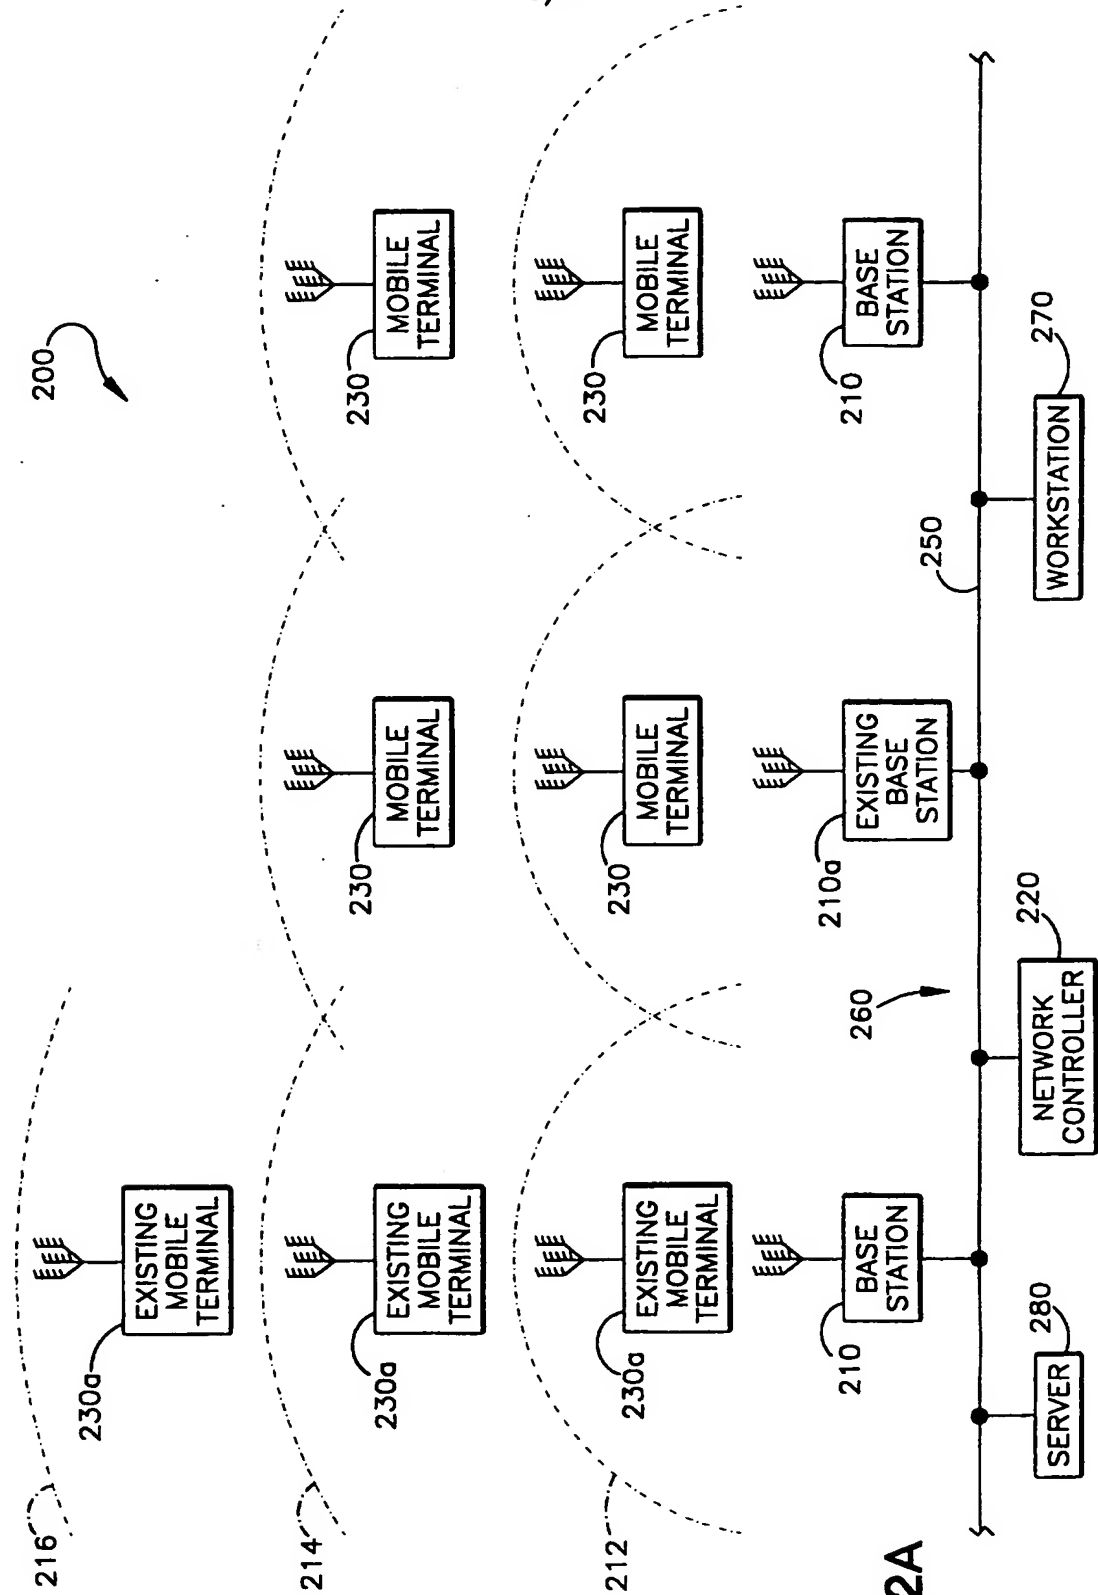 200
216
230a
EXISTING
MOBILE
TERMINAL
214
230a
EXISTING
MOBILE
TERMINAL
230
MOBILE
TERMINAL
230
MOBILE
TERMINAL
212
230a
EXISTING
MOBILE
TERMINAL
230
MOBILE
TERMINAL
230
MOBILE
TERMINAL
210
BASE
STATION
210a
EXISTING
BASE
STATION
210
BASE
STATION
260
250
280
SERVER
220
NETWORK
CONTROLLER
270
WORKSTATION
2A